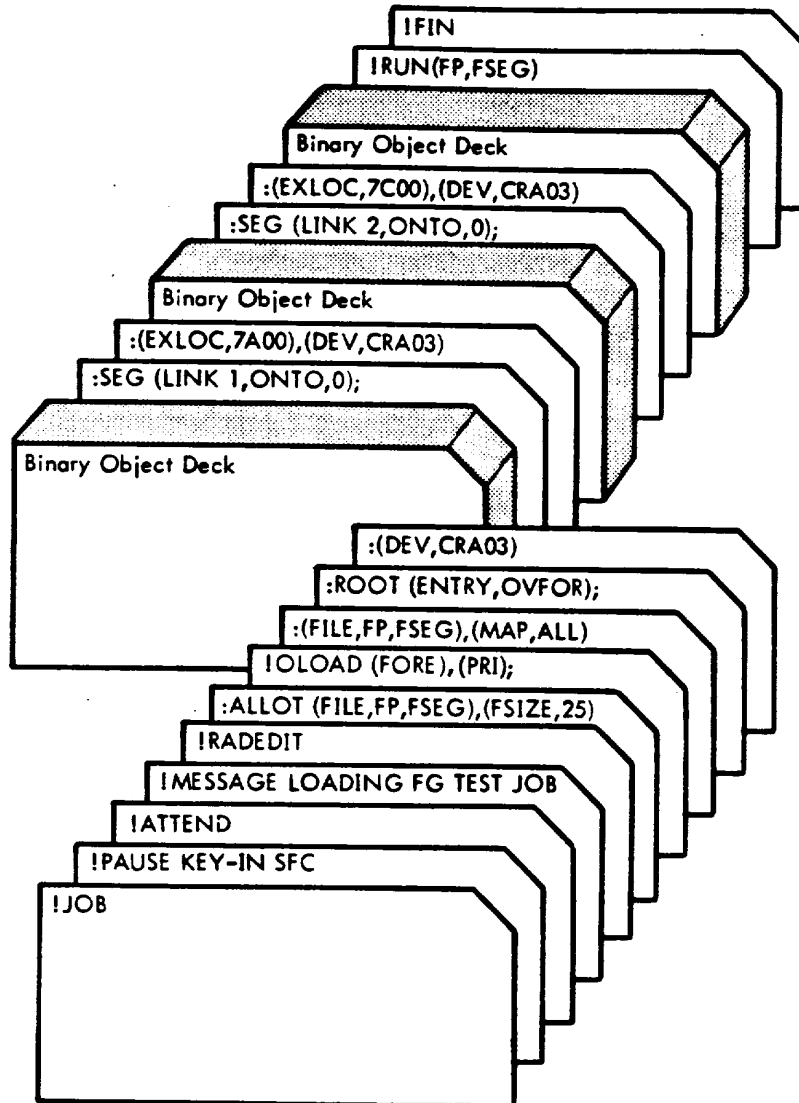 !FIN
!RUN(FP,FSEG)
Binary Object Deck
:(EXLOC,7C00),(DEV,CRA03)
:SEG (LINK 2,ONTO,0);
Binary Object Deck
:(EXLOC,7A00),(DEV,CRA03)
:SEG (LINK 1,ONTO,0);
Binary Object Deck
:(DEV,CRA03)
:ROOT (ENTRY,OVFOR);
:(FILE,FP,FSEG),(MAP,ALL)
!OLOAD (FORE),(PRI);
:ALLOT (FILE,FP,FSEG),(FSIZE,25)
!RADEDIT
!MESSAGE LOADING FG TEST JOB
!ATTEND
!PAUSE KEY-IN SFC
!JOB